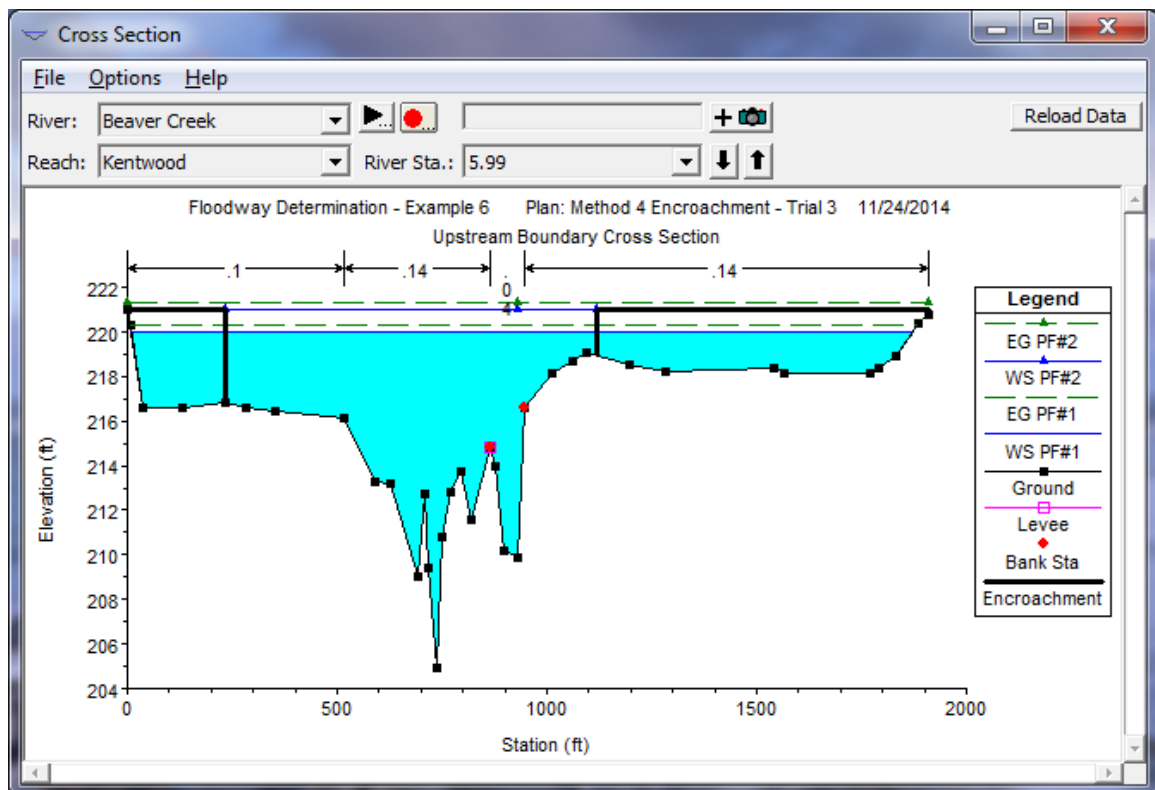 Cross Section
File Options Help
River: Beaver Creek ... ... + Reload Data
Reach: Kentwood River Sta.: 5.99
Floodway Determination - Example 6 Plan: Method 4 Encroachment - Trial 3 11/24/2014
Upstream Boundary Cross Section
.1 .14 .04 .14
222
220
218
216
214
212
210
208
206
204
Elevation (ft)
0 500 1000 1500 2000
Station (ft)
Legend
EG PF#2
WS PF#2
EG PF#1
WS PF#1
Ground
Levee
Bank Sta
Encroachment